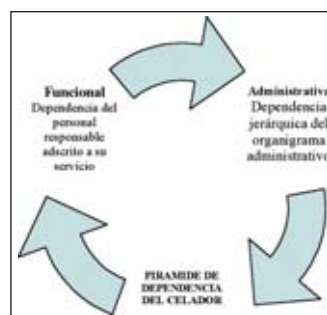 Funcional
Dependencia del
personal
responsable
adscrito a su
servicio
Administrativa
Dependencia
jerárquica del
organigrama
administrativo
PIRAMIDE DE
DEPENDENCIA
DEL CELADOR